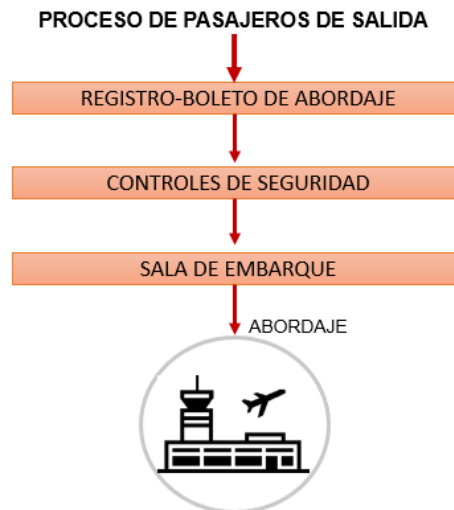 PROCESO DE PASAJEROS DE SALIDA
REGISTRO-BOLETO DE ABORDAJE
CONTROLES DE SEGURIDAD
SALA DE EMBARQUE
ABORDAJE